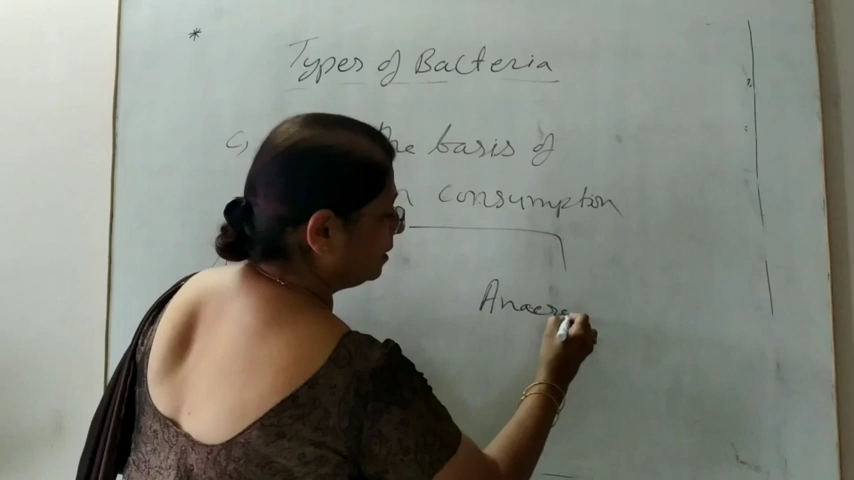 *
Types of Bacteria
c, the basis of
consumption
Anaero